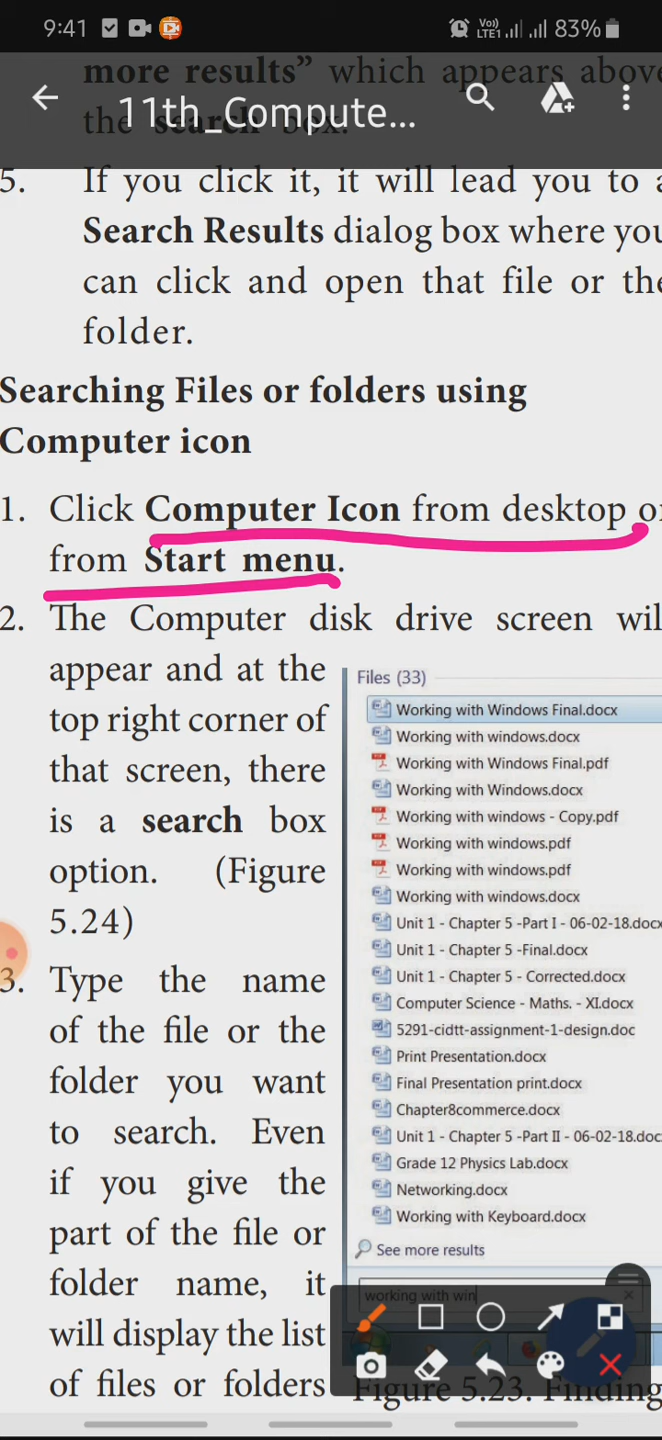 9:41
Vo)) LTE1 83%
more results” which appears above
the search box.
11th_Compute...
5. If you click it, it will lead you to a
Search Results dialog box where you
can click and open that file or the
folder.
Searching Files or folders using
Computer icon
1. Click Computer Icon from desktop or
from Start menu.
2. The Computer disk drive screen wil
appear and at the
top right corner of
that screen, there
is a search box
option. (Figure
5.24)
3. Type the name
of the file or the
folder you want
to search. Even
if you give the
part of the file or
folder name, it
will display the list
of files or folders
Files (33)
Working with Windows Final.docx
Working with windows.docx
Working with Windows Final.pdf
Working with Windows.docx
Working with windows - Copy.pdf
Working with windows.pdf
Working with windows.pdf
Working with windows.docx
Unit 1 - Chapter 5 -Part I - 06-02-18.docx
Unit 1 - Chapter 5 -Final.docx
Unit 1 - Chapter 5 - Corrected.docx
Computer Science - Maths. - XI.docx
5291-cidtt-assignment-1-design.doc
Print Presentation.docx
Final Presentation print.docx
Chapter8commerce.docx
Unit 1 - Chapter 5 -Part II - 06-02-18.doc
Grade 12 Physics Lab.docx
Networking.docx
Working with Keyboard.docx
See more results
working with win
Figure 5.23. Finding